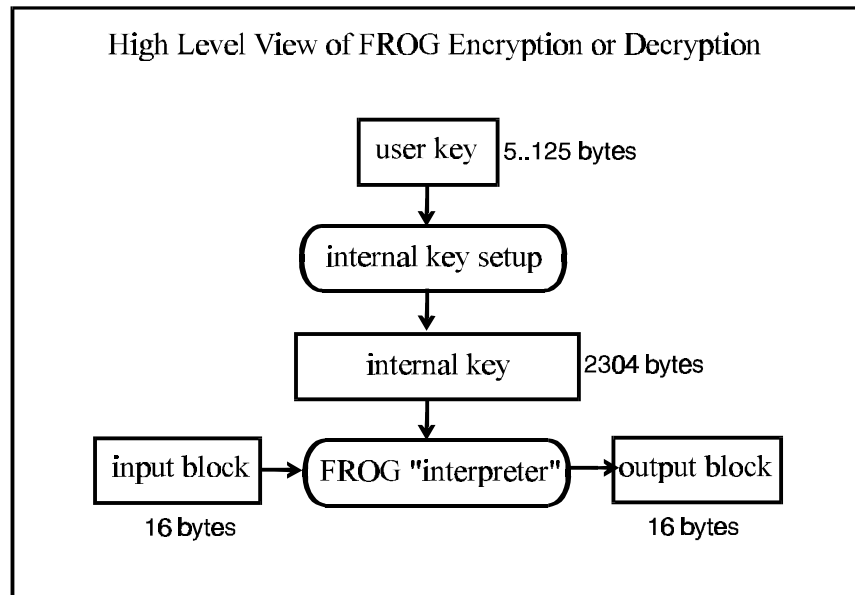 High Level View of FROG Encryption or Decryption
user key
5..125 bytes
internal key setup
internal key
2304 bytes
input block
FROG "interpreter"
output block
16 bytes
16 bytes